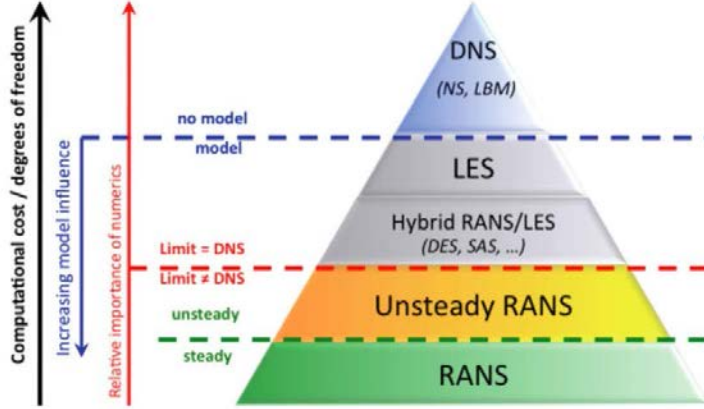 Computational cost / degrees of freedom
Increasing model influence
Relative importance of numerics
DNS
(NS, LBM)
no model
model
LES
Hybrid RANS/LES
(DES, SAS, ...)
Limit = DNS
Limit ≠ DNS
Unsteady RANS
unsteady
steady
RANS